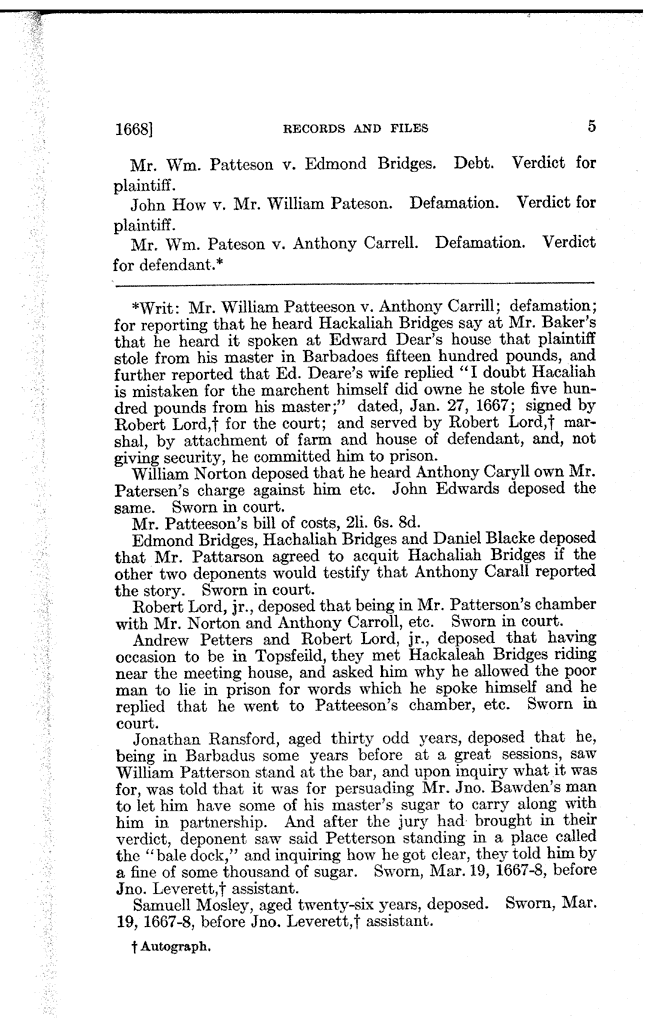 1668] RECORDS AND FILES 5
Mr. Wm. Patteson v. Edmond Bridges. Debt. Verdict for
plaintiff.
John How v. Mr. William Pateson. Defamation. Verdict for
plaintiff.
Mr. Wm. Pateson v. Anthony Carrell. Defamation. Verdict
for defendant.*
*Writ: Mr. William Patteeson v. Anthony Carrill; defamation;
for reporting that he heard Hackaliah Bridges say at Mr. Baker's
that he heard it spoken at Edward Dear's house that plaintiff
stole from his master in Barbadoes fifteen hundred pounds, and
further reported that Ed. Deare's wife replied "I doubt Hacaliah
is mistaken for the marchent himself did owne he stole five hun-
dred pounds from his master;" dated, Jan. 27, 1667; signed by
Robert Lord,† for the court; and served by Robert Lord,† mar-
shal, by attachment of farm and house of defendant, and, not
giving security, he committed him to prison.
William Norton deposed that he heard Anthony Caryll own Mr.
Patersen's charge against him etc. John Edwards deposed the
same. Sworn in court.
Mr. Patteeson's bill of costs, 2li. 6s. 8d.
Edmond Bridges, Hachaliah Bridges and Daniel Blacke deposed
that Mr. Pattarson agreed to acquit Hachaliah Bridges if the
other two deponents would testify that Anthony Carall reported
the story. Sworn in court.
Robert Lord, jr., deposed that being in Mr. Patterson's chamber
with Mr. Norton and Anthony Carroll, etc. Sworn in court.
Andrew Petters and Robert Lord, jr., deposed that having
occasion to be in Topsfeild, they met Hackaleah Bridges riding
near the meeting house, and asked him why he allowed the poor
man to lie in prison for words which he spoke himself and he
replied that he went to Patteeson's chamber, etc. Sworn in
court.
Jonathan Ransford, aged thirty odd years, deposed that he,
being in Barbadus some years before at a great sessions, saw
William Patterson stand at the bar, and upon inquiry what it was
for, was told that it was for persuading Mr. Jno. Bawden's man
to let him have some of his master's sugar to carry along with
him in partnership. And after the jury had brought in their
verdict, deponent saw said Petterson standing in a place called
the "bale dock," and inquiring how he got clear, they told him by
a fine of some thousand of sugar. Sworn, Mar. 19, 1667-8, before
Jno. Leverett,† assistant.
Samuell Mosley, aged twenty-six years, deposed. Sworn, Mar.
19, 1667-8, before Jno. Leverett,† assistant.
† Autograph.